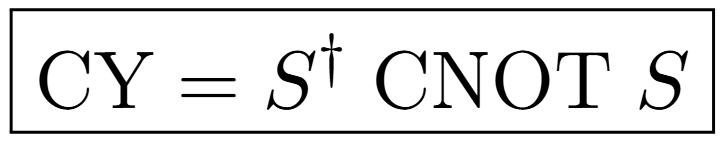 CY = S† CNOT S